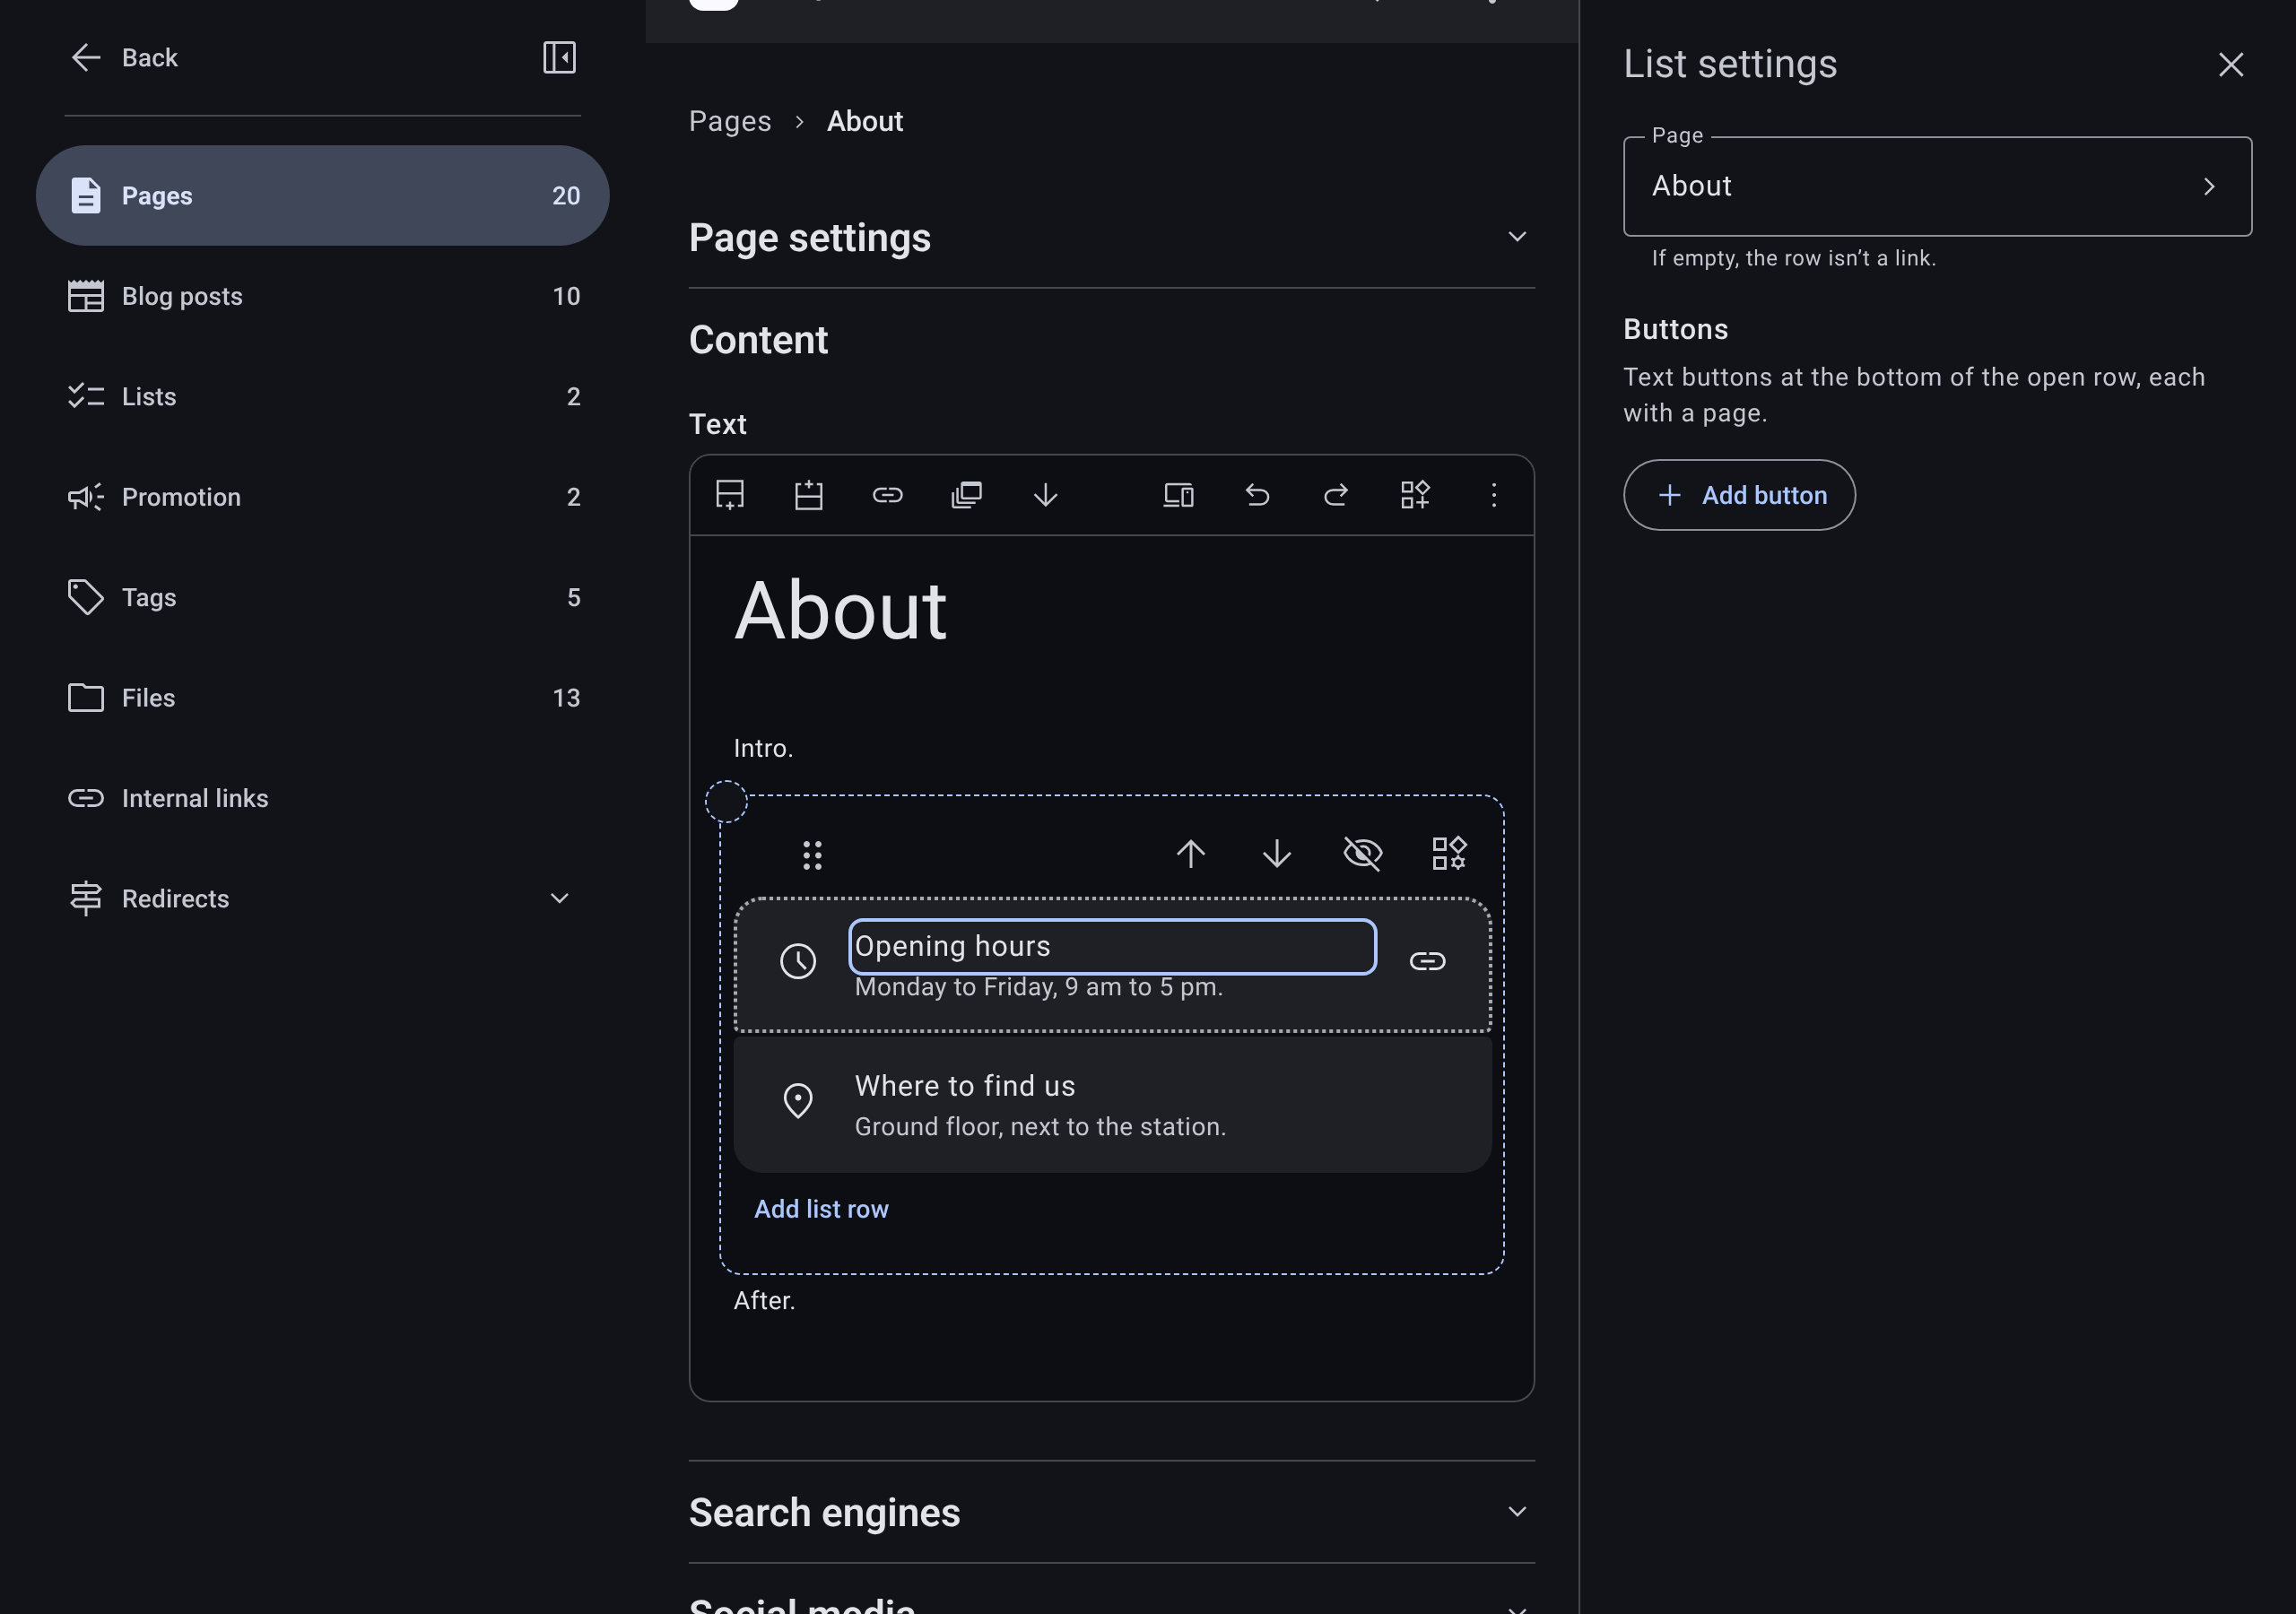 Back
Pages 20
Blog posts 10
Lists 2
Promotion 2
Tags 5
Files 13
Internal links
Redirects
Pages › About
Page settings
Content
Text
About
Intro.
Opening hours
Monday to Friday, 9 am to 5 pm.
Where to find us
Ground floor, next to the station.
Add list row
After.
Search engines
Social media
List settings
Page
About
If empty, the row isn’t a link.
Buttons
Text buttons at the bottom of the open row, each
with a page.
Add button